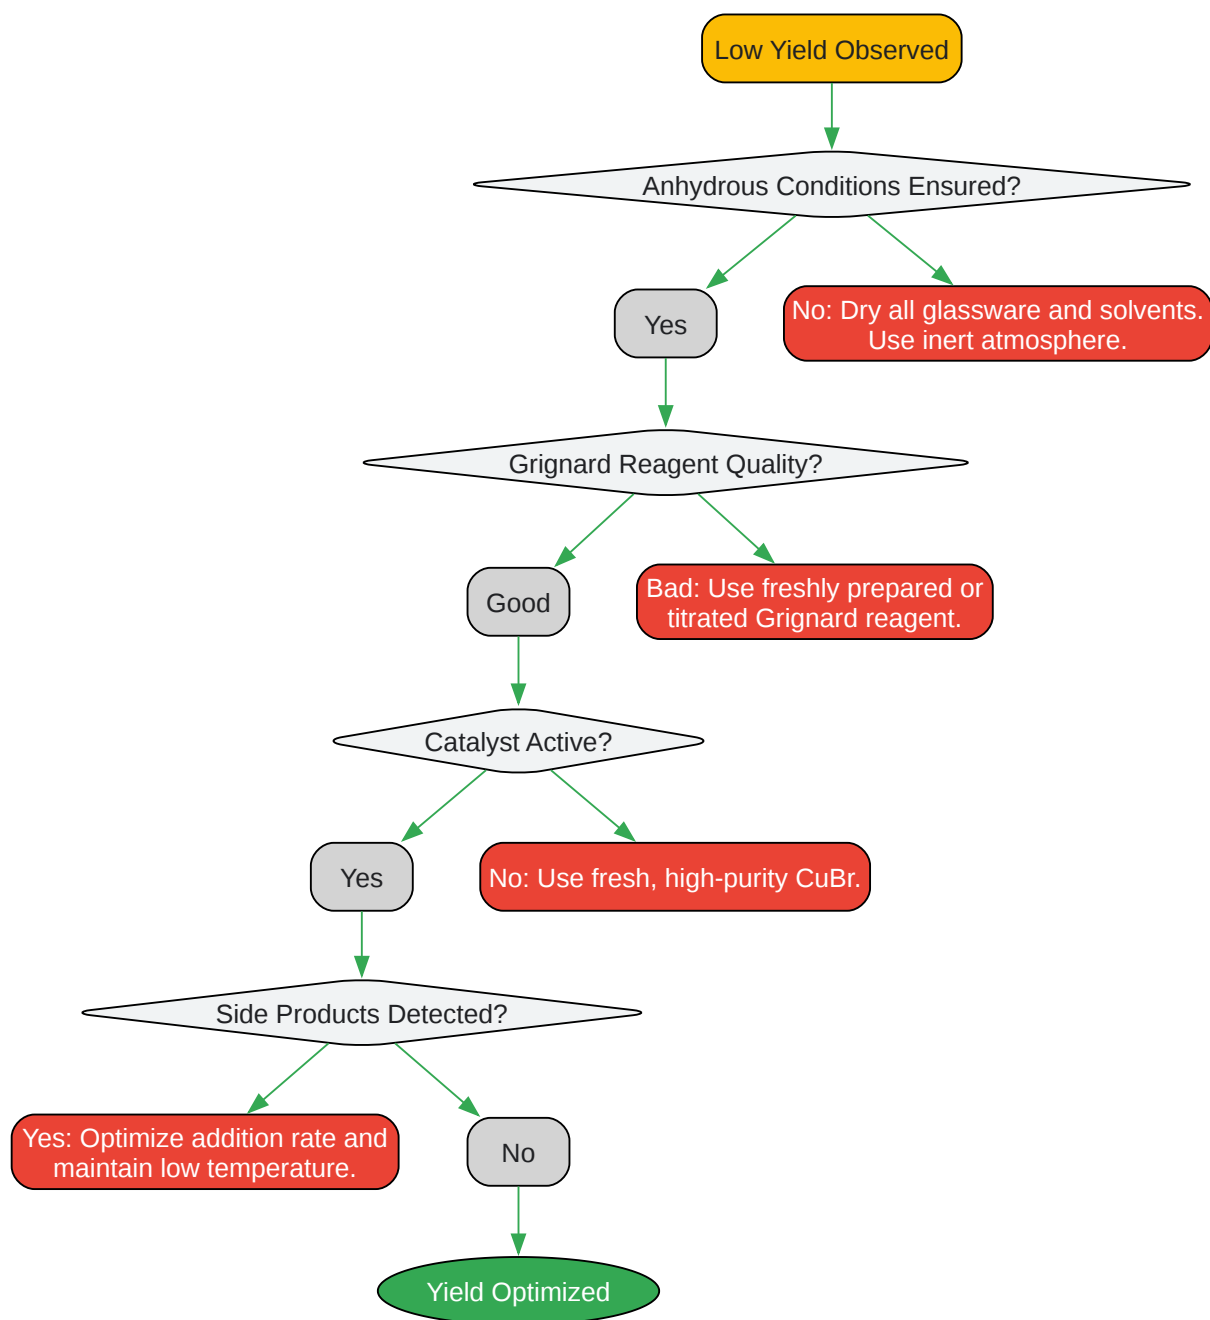 Low Yield Observed
Anhydrous Conditions Ensured?
Yes
No: Dry all glassware and solvents.
Use inert atmosphere.
Grignard Reagent Quality?
Good
Bad: Use freshly prepared or
titrated Grignard reagent.
Catalyst Active?
Yes
No: Use fresh, high-purity CuBr.
Side Products Detected?
Yes: Optimize addition rate and
maintain low temperature.
No
Yield Optimized